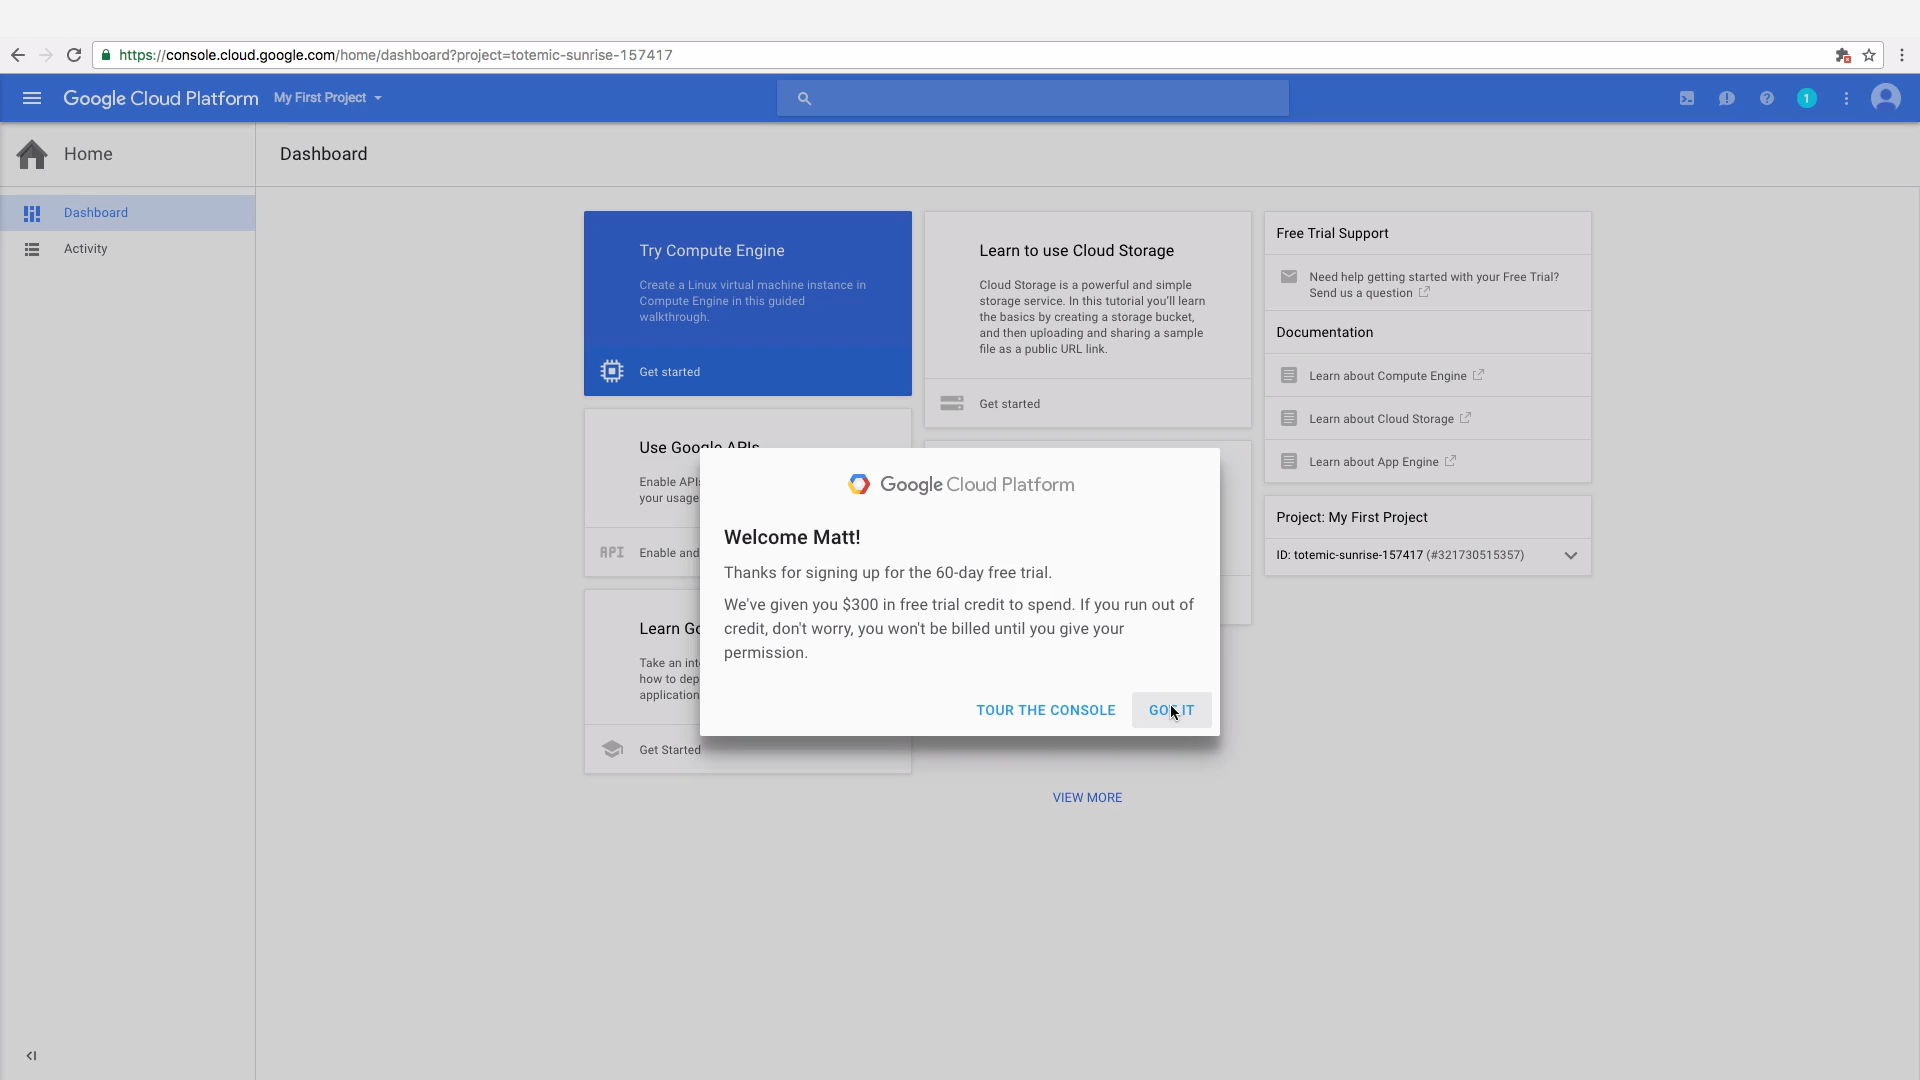 https://console.cloud.google.com/home/dashboard?project=totemic-sunrise-157417
Google Cloud Platform
My First Project
1
Home
Dashboard
Dashboard
Activity
Try Compute Engine
Create a Linux virtual machine instance in
Compute Engine in this guided
walkthrough.
Get started
Learn to use Cloud Storage
Cloud Storage is a powerful and simple
storage service. In this tutorial you'll learn
the basics by creating a storage bucket,
and then uploading and sharing a sample
file as a public URL link.
Get started
Free Trial Support
Need help getting started with your Free Trial?
Send us a question
Documentation
Learn about Compute Engine
Learn about Cloud Storage
Learn about App Engine
Project: My First Project
ID: totemic-sunrise-157417 (#321730515357)
Use Google APIs
Enable APIs
your usage
API
Enable and
Learn Go
Take an int
how to dep
application
Get Started
Google Cloud Platform
Welcome Matt!
Thanks for signing up for the 60-day free trial.
We've given you $300 in free trial credit to spend. If you run out of
credit, don't worry, you won't be billed until you give your
permission.
TOUR THE CONSOLE
GOT IT
VIEW MORE